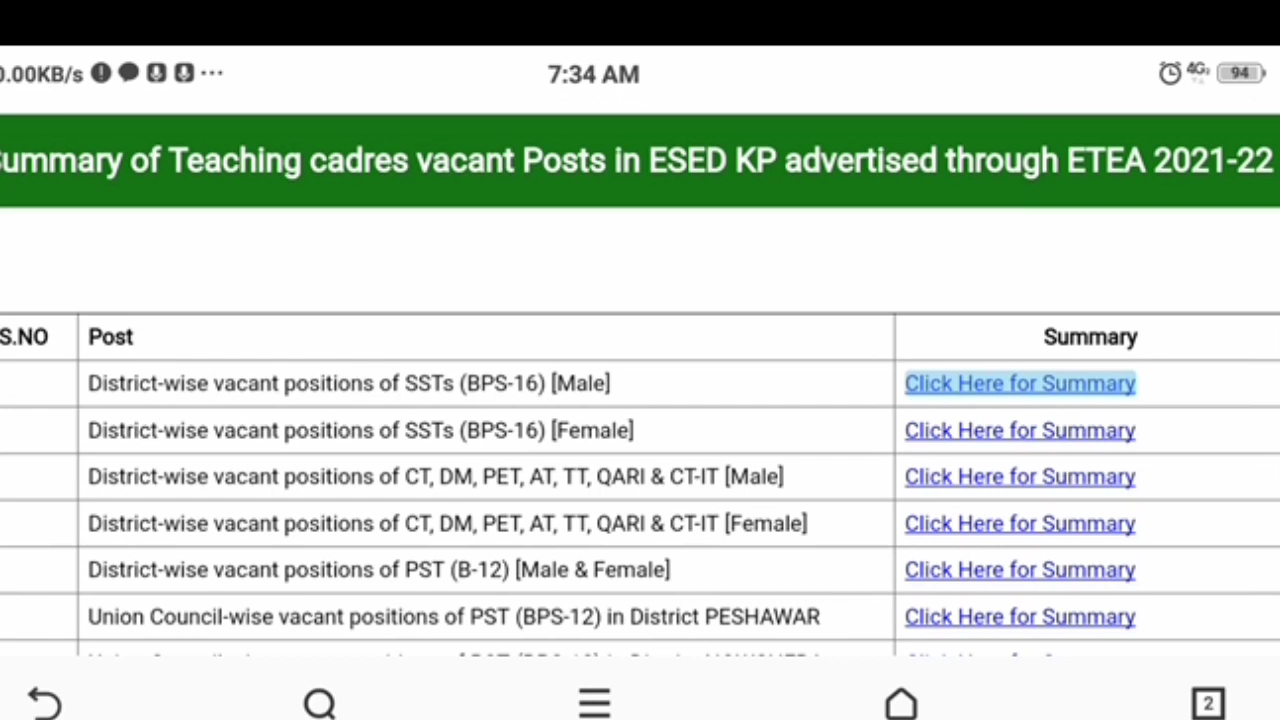 0.00KB/s
7:34 AM
4G
94
Summary of Teaching cadres vacant Posts in ESED KP advertised through ETEA 2021-22
S.NO Post Summary
District-wise vacant positions of SSTs (BPS-16) [Male] Click Here for Summary
District-wise vacant positions of SSTs (BPS-16) [Female] Click Here for Summary
District-wise vacant positions of CT, DM, PET, AT, TT, QARI & CT-IT [Male] Click Here for Summary
District-wise vacant positions of CT, DM, PET, AT, TT, QARI & CT-IT [Female] Click Here for Summary
District-wise vacant positions of PST (B-12) [Male & Female] Click Here for Summary
Union Council-wise vacant positions of PST (BPS-12) in District PESHAWAR Click Here for Summary
2